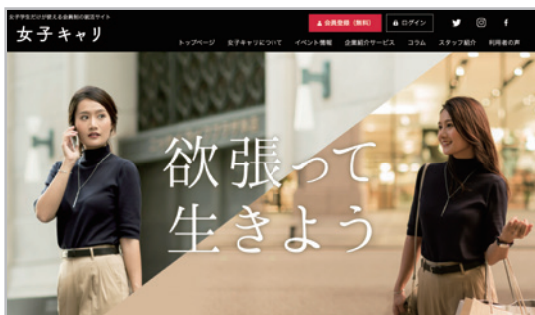 女子学生だけが使える会員制の就活サイト
女子キャリ
会員登録（無料）
ログイン
トップページ 女子キャリについて イベント情報 企業紹介サービス コラム スタッフ紹介 利用者の声
欲張って
生きよう